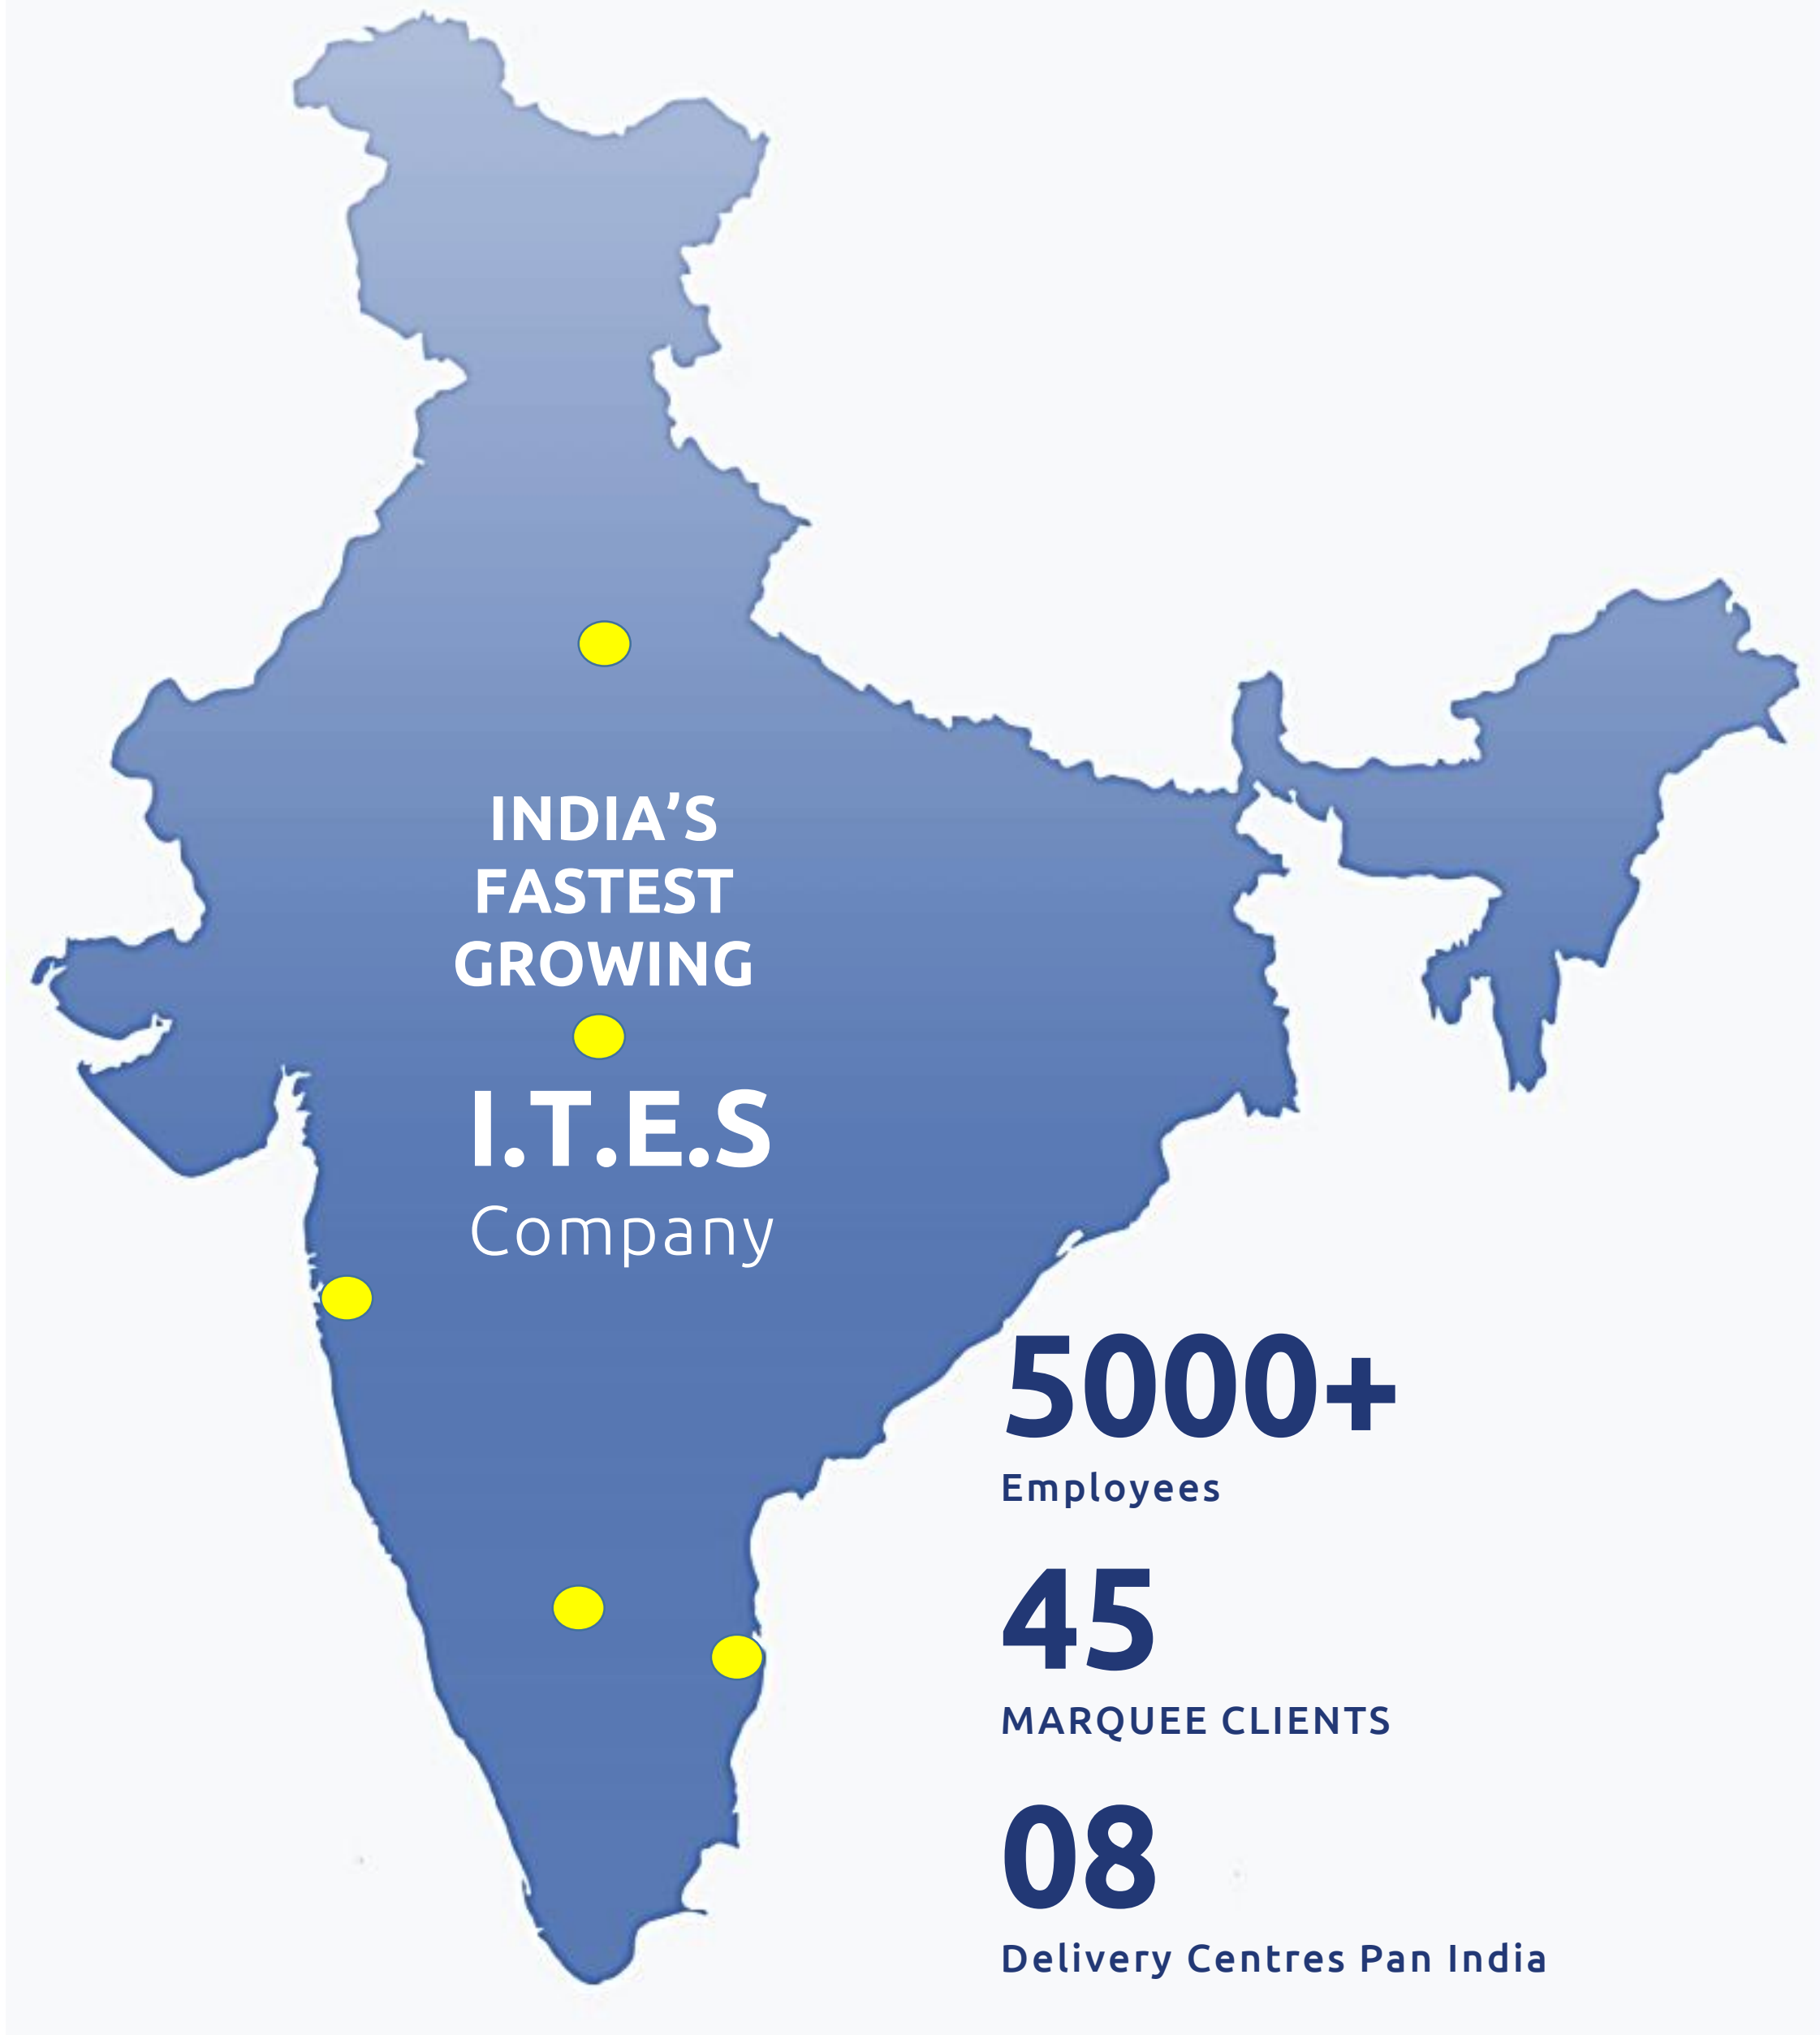 INDIA’S
FASTEST
GROWING
I.T.E.S
Company
5000+
Employees
45
MARQUEE CLIENTS
08
Delivery Centres Pan India